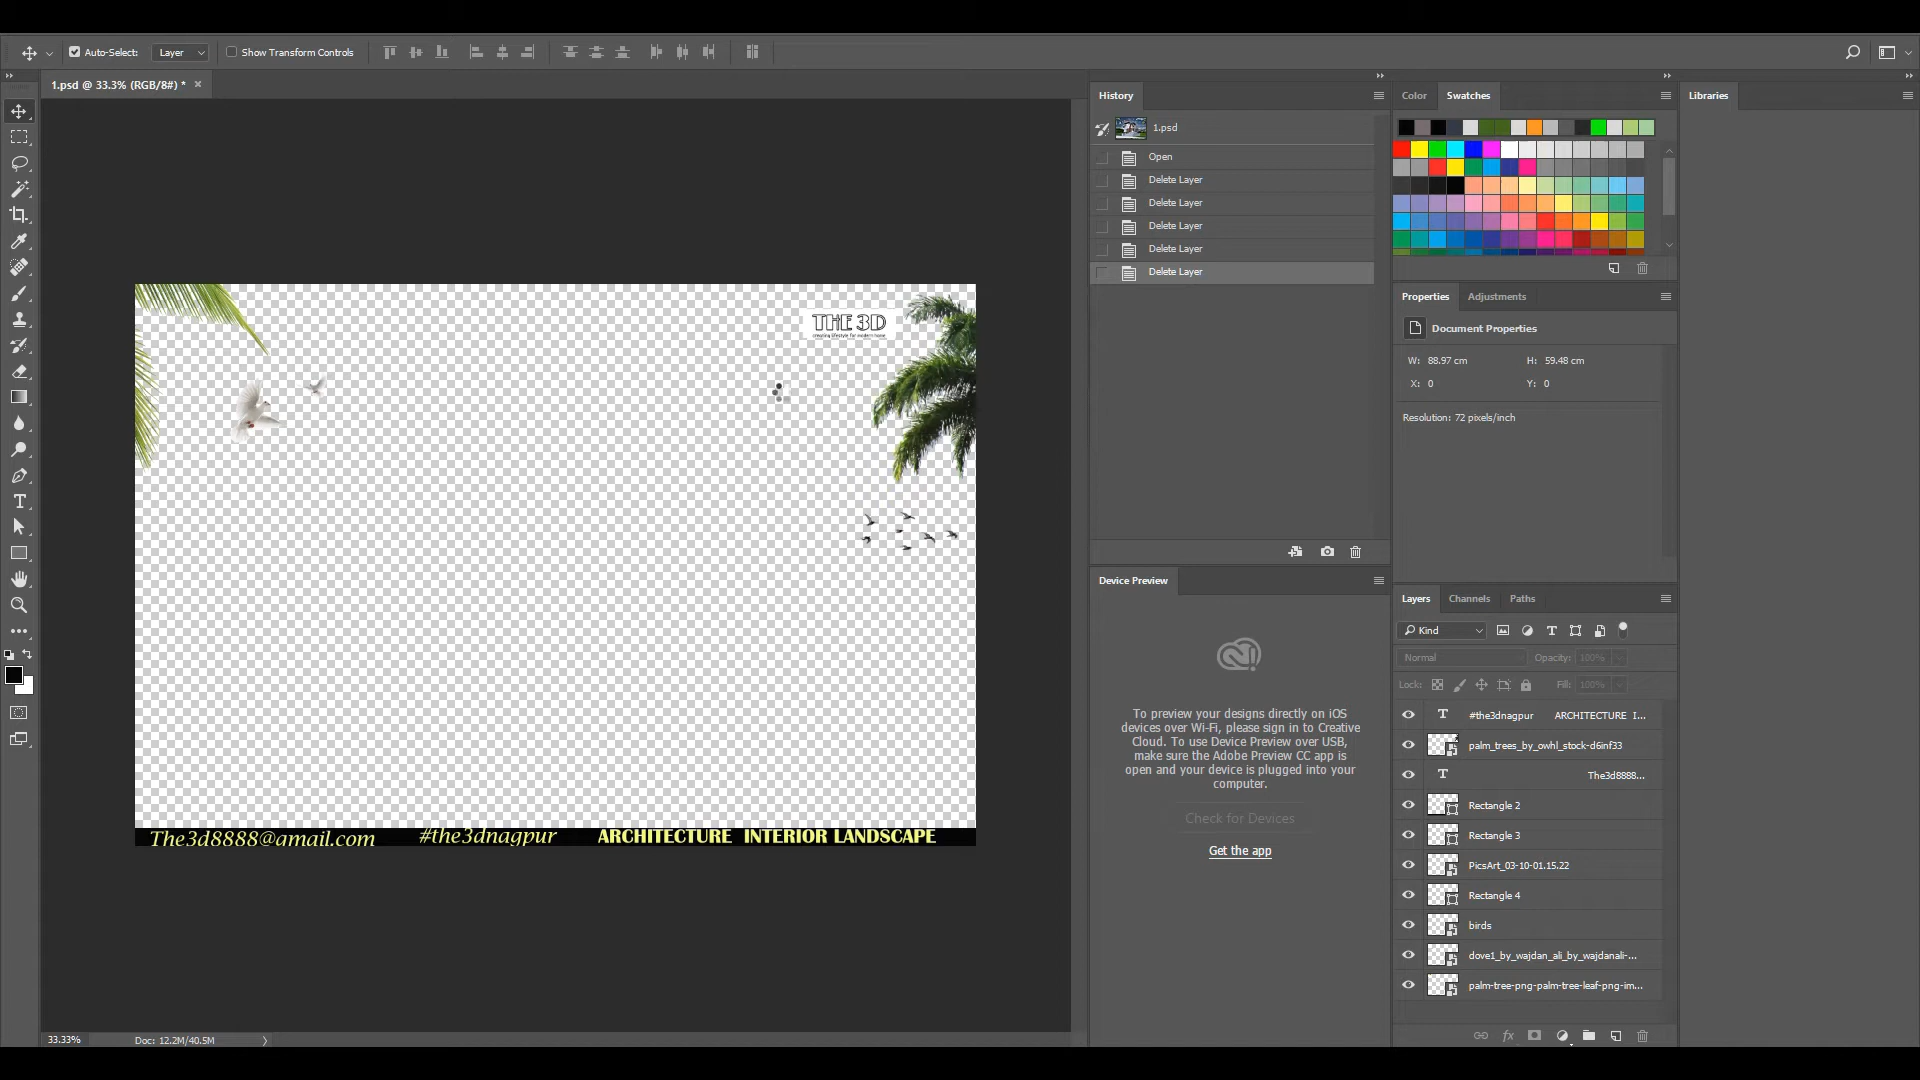 Auto-Select: Layer Show Transform Controls
1.psd @ 33.3% (RGB/8#) *
History
1.psd
Open
Delete Layer
Delete Layer
Delete Layer
Delete Layer
Delete Layer
Color Swatches
Libraries
Properties Adjustments
Document Properties
W: 88.97 cm H: 59.48 cm
X: 0 Y: 0
Resolution: 72 pixels/inch
THE 3D
creating lifestyle for modern home
The3d8888@gmail.com #the3dnagpur ARCHITECTURE INTERIOR LANDSCAPE
Device Preview
To preview your designs directly on iOS
devices over Wi-Fi, please sign in to Creative
Cloud. To use Device Preview over USB,
make sure the Adobe Preview CC app is
open and your device is plugged into your
computer.
Check for Devices
Get the app
Layers Channels Paths
Kind
Normal Opacity: 100%
Lock: Fill: 100%
#the3dnagpur ARCHITECTURE I...
palm_trees_by_owhl_stock-d6inf33
The3d8888...
Rectangle 2
Rectangle 3
PicsArt_03-10-01.15.22
Rectangle 4
birds
dove1_by_wajdan_ali_by_wajdanali-...
palm-tree-png-palm-tree-leaf-png-im...
33.33% Doc: 12.2M/40.5M